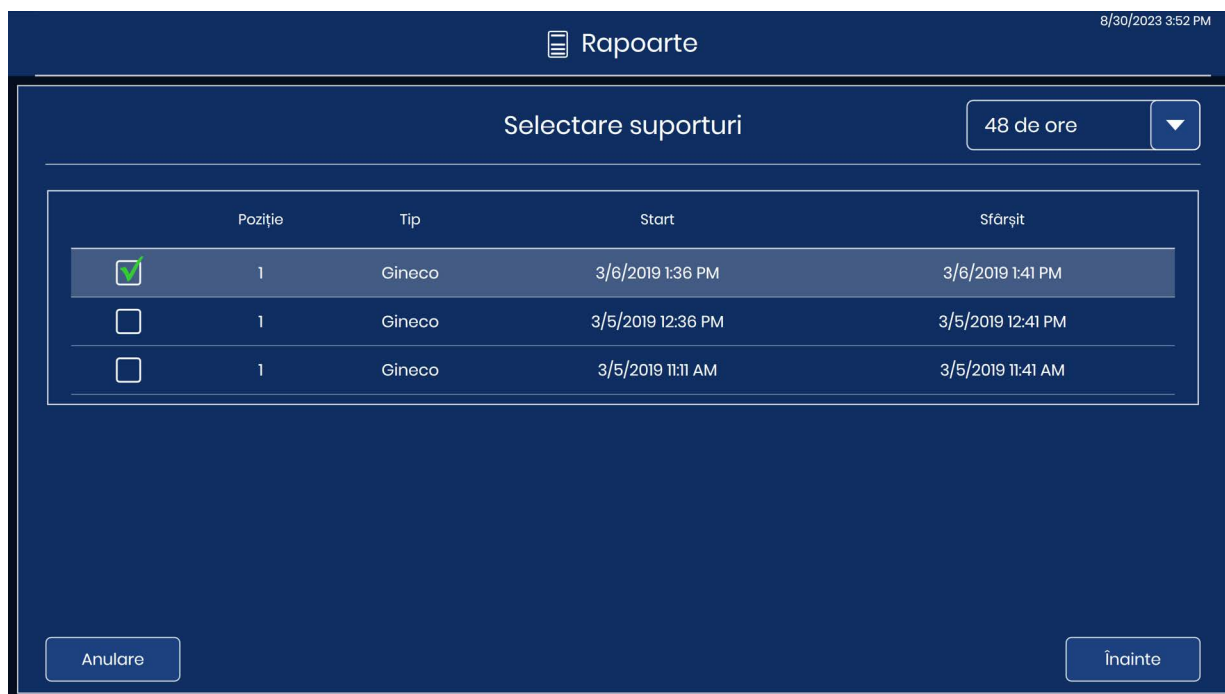 8/30/2023 3:52 PM
Rapoarte
Selectare suporturi 48 de ore
Poziție Tip Start Sfârșit
1 Gineco 3/6/2019 1:36 PM 3/6/2019 1:41 PM
1 Gineco 3/5/2019 12:36 PM 3/5/2019 12:41 PM
1 Gineco 3/5/2019 11:11 AM 3/5/2019 11:41 AM
Anulare Înainte